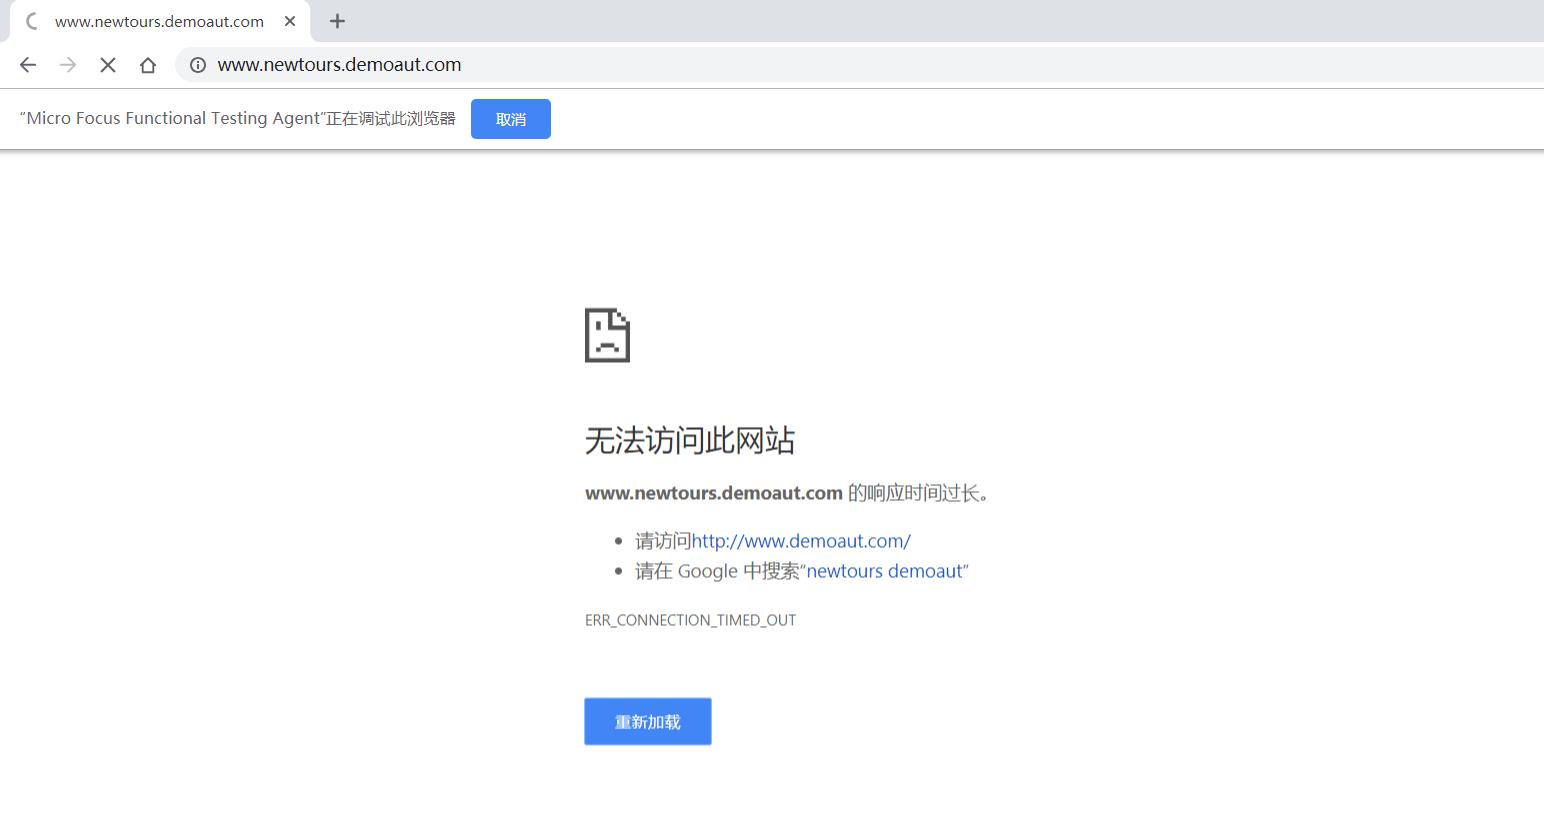 www.newtours.demoaut.com
www.newtours.demoaut.com
“Micro Focus Functional Testing Agent”正在调试此浏览器 取消
无法访问此网站
www.newtours.demoaut.com 的响应时间过长。
请访问http://www.demoaut.com/
请在 Google 中搜索“newtours demoaut”
ERR_CONNECTION_TIMED_OUT
重新加载